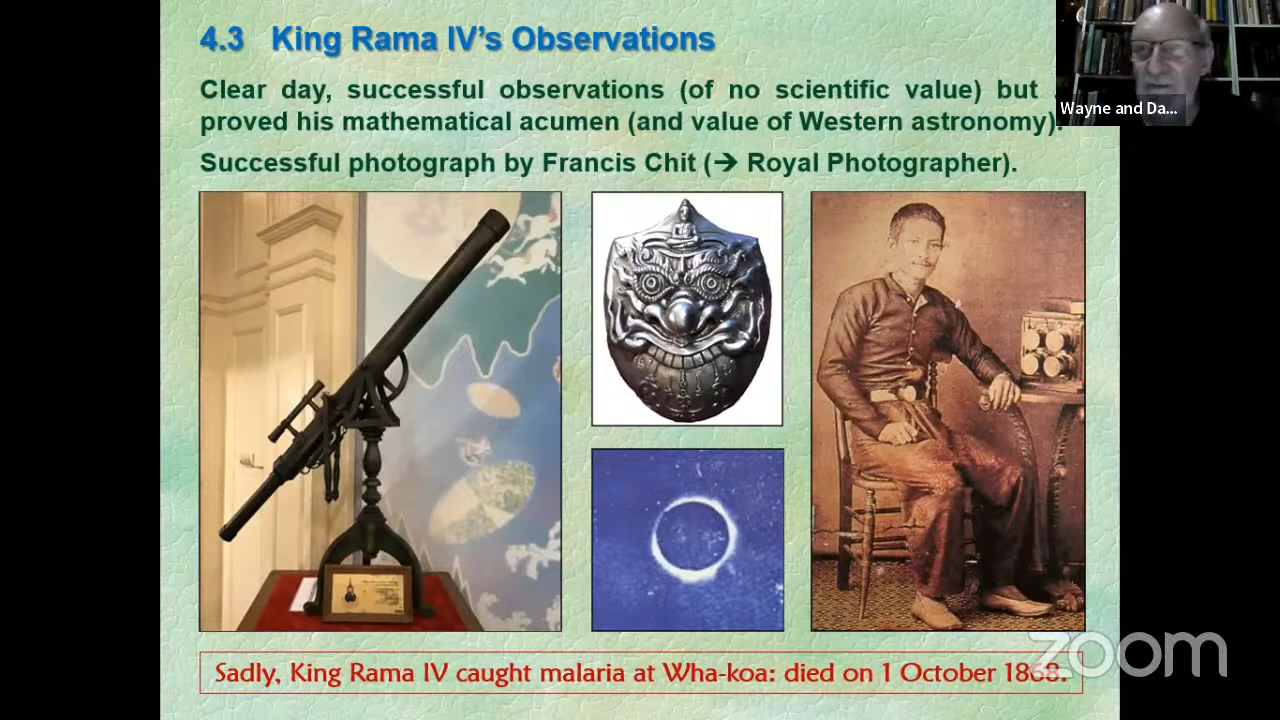 4.3 King Rama IV's Observations
Clear day, successful observations (of no scientific value) but
proved his mathematical acumen (and value of Western astronomy).
Successful photograph by Francis Chit (→ Royal Photographer).
Wayne and Da...
Sadly, King Rama IV caught malaria at Wha-koa: died on 1 October 1868.
zoom